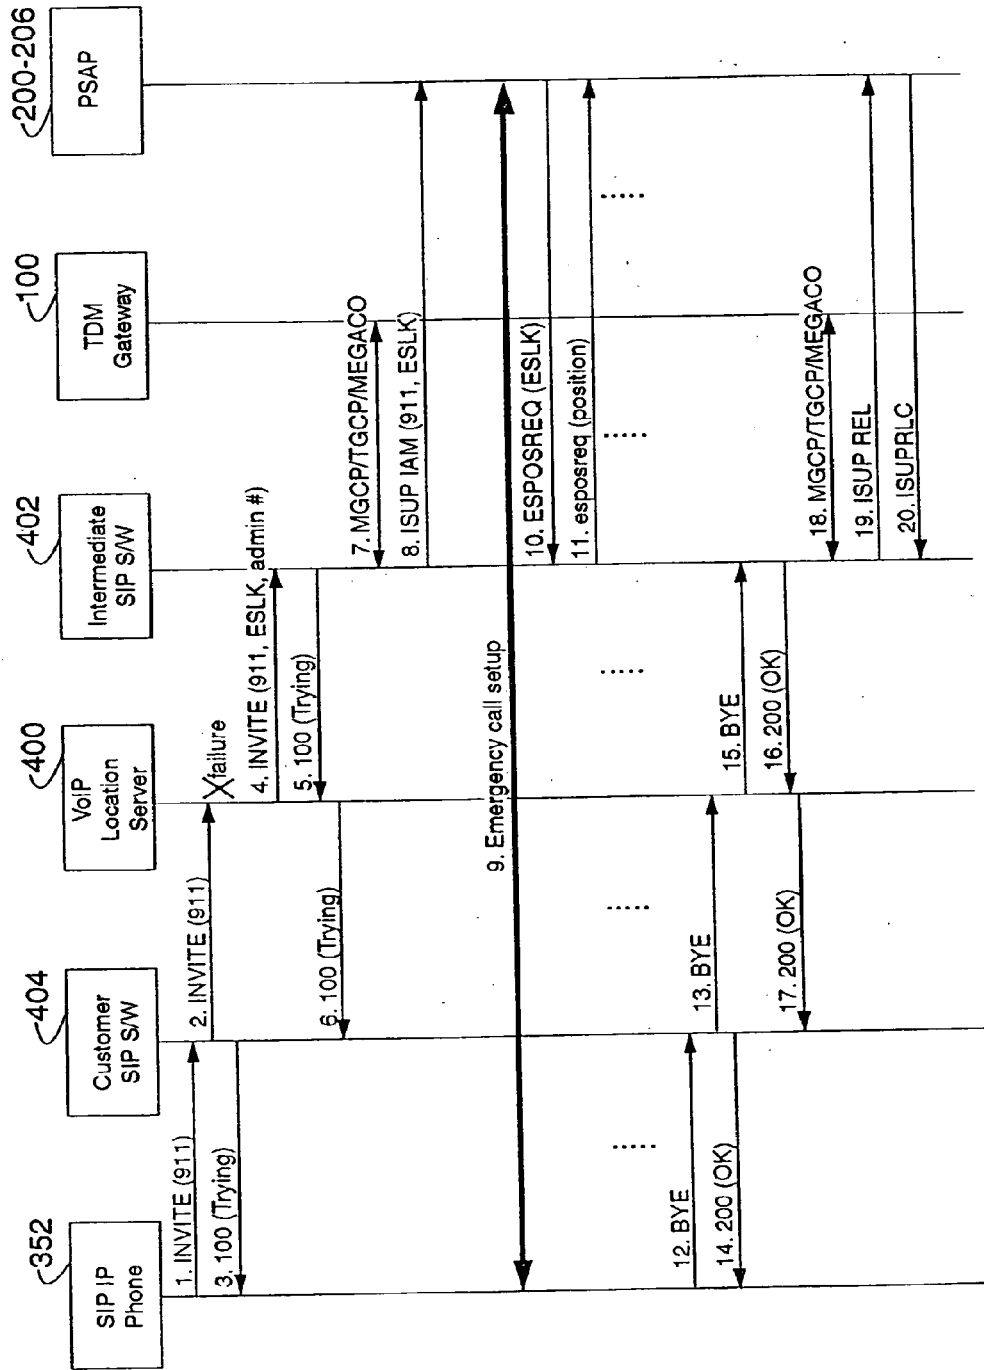 352
SIP IP
Phone
404
Customer
SIP S/W
400
VoIP
Location
Server
402
Intermediate
SIP S/W
100
TDM
Gateway
200-206
PSAP
1. INVITE (911)
2. INVITE (911)
3. 100 (Trying)
X failure
4. INVITE (911, ESLK, admin #)
5. 100 (Trying)
6. 100 (Trying)
7. MGCP/TGCP/MEGACO
8. ISUP IAM (911, ESLK)
9. Emergency call setup
10. ESPOSREQ (ESLK)
11. esposreq (position)
12. BYE
13. BYE
14. 200 (OK)
15. BYE
16. 200 (OK)
17. 200 (OK)
18. MGCP/TGCP/MEGACO
19. ISUP REL
20. ISUPRLC